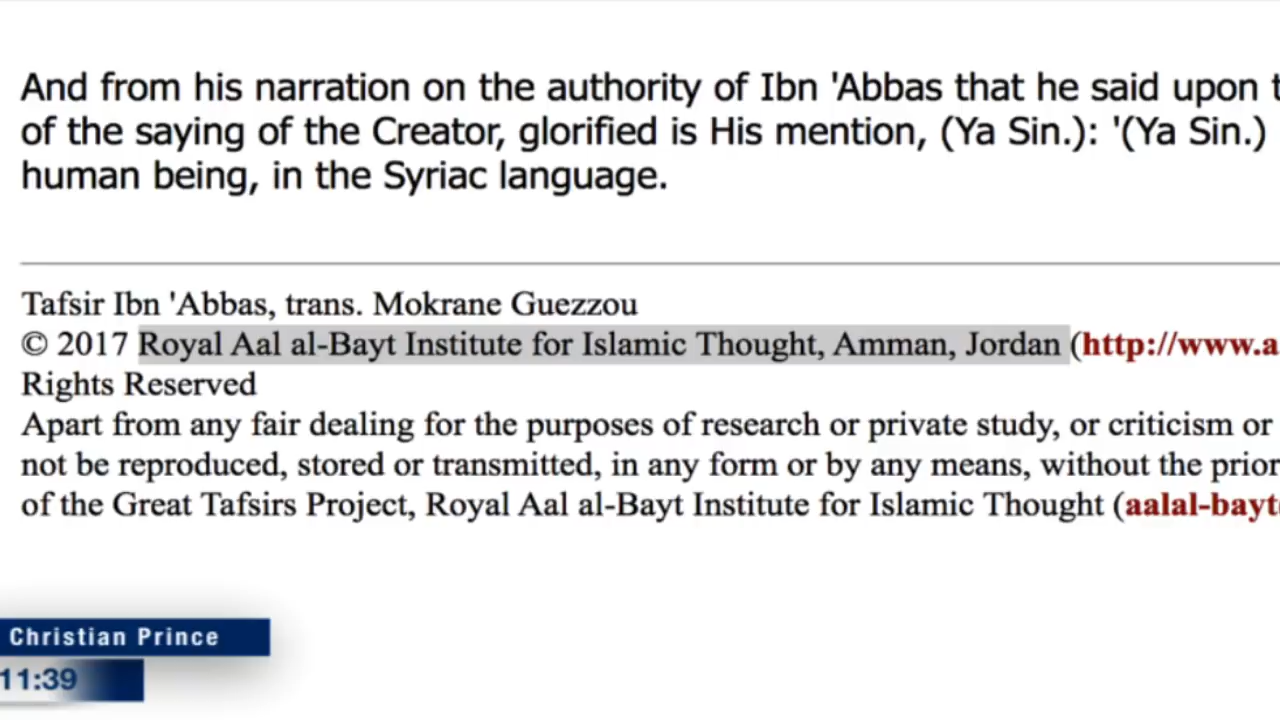 And from his narration on the authority of Ibn 'Abbas that he said upon t
of the saying of the Creator, glorified is His mention, (Ya Sin.): '(Ya Sin.)
human being, in the Syriac language.
Tafsir Ibn 'Abbas, trans. Mokrane Guezzou
© 2017 Royal Aal al-Bayt Institute for Islamic Thought, Amman, Jordan (http://www.a
Rights Reserved
Apart from any fair dealing for the purposes of research or private study, or criticism or
not be reproduced, stored or transmitted, in any form or by any means, without the prior
of the Great Tafsirs Project, Royal Aal al-Bayt Institute for Islamic Thought (aalal-bayt
Christian Prince
11:39